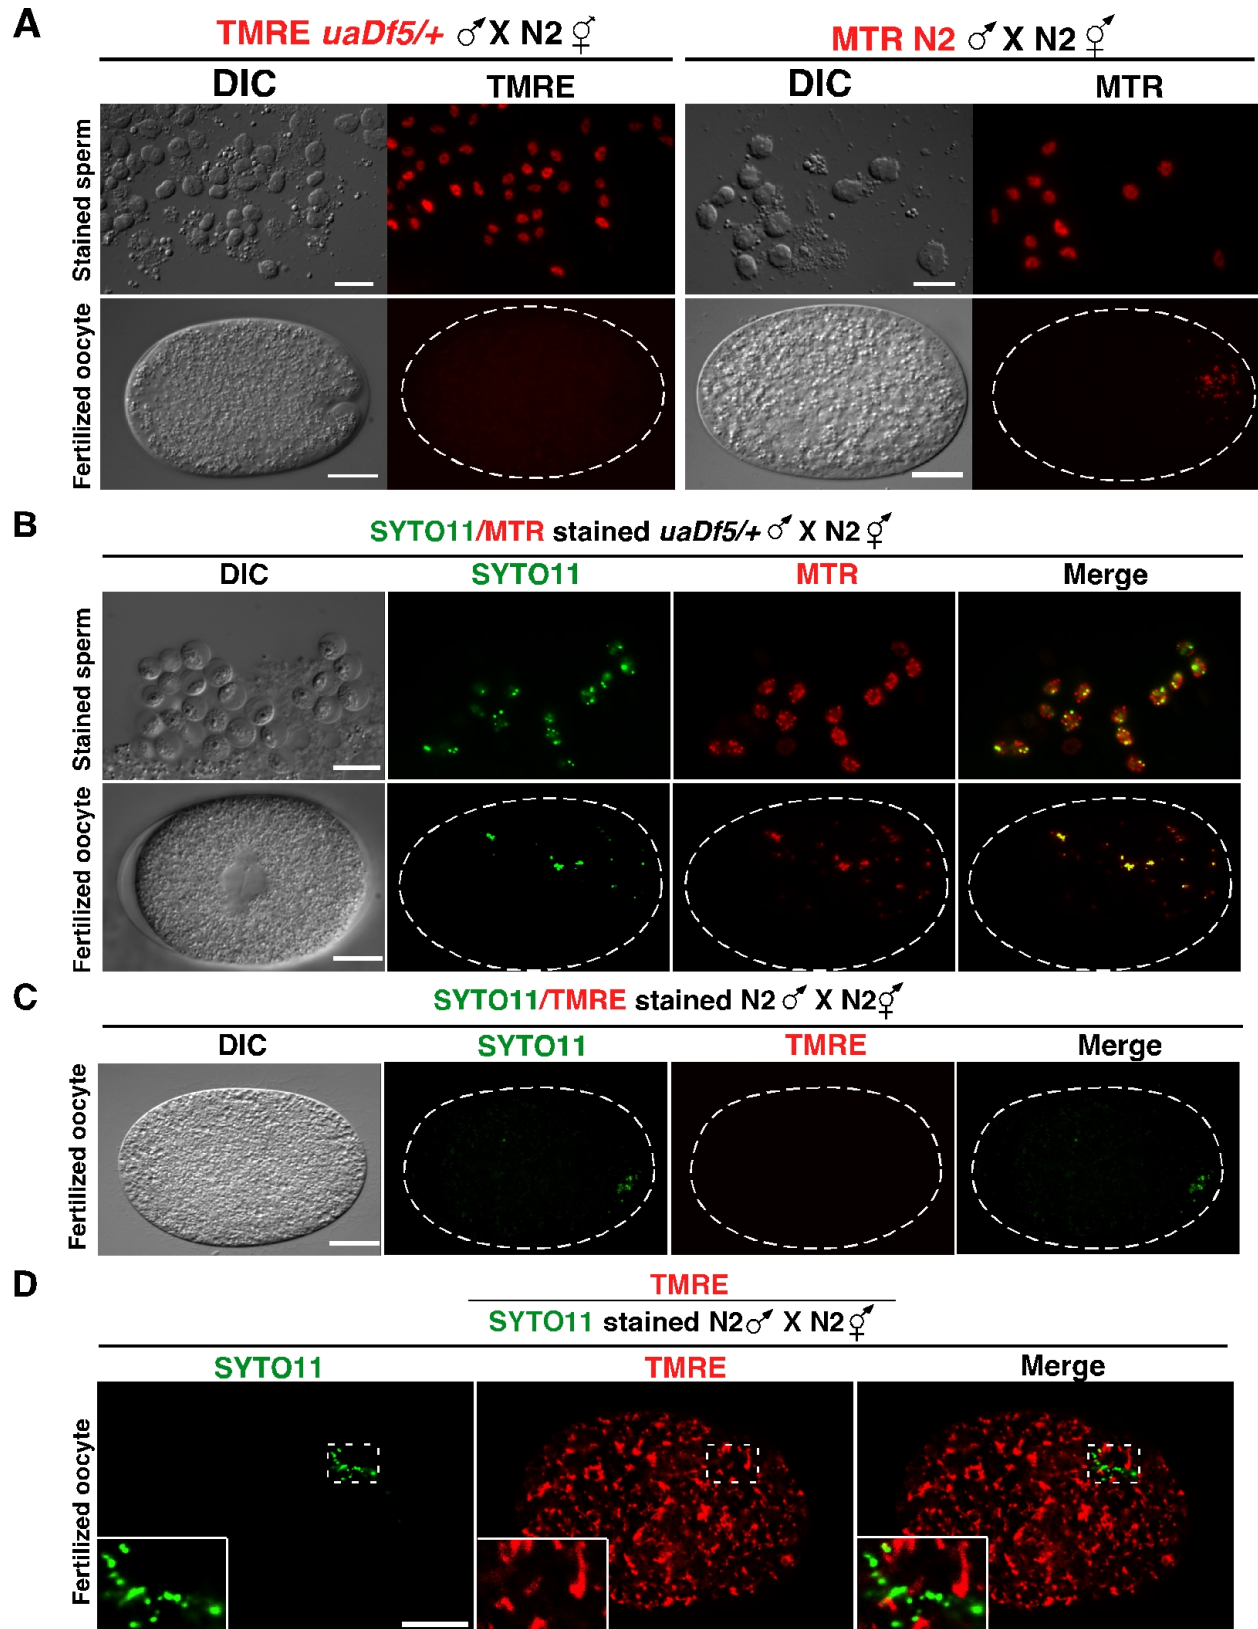 A
TMRE uaDf5/+ ♂ X N2 ⚥
MTR N2 ♂ X N2 ⚥
DIC
TMRE
DIC
MTR
Stained sperm
Fertilized oocyte
B
SYTO11/MTR stained uaDf5/+ ♂ X N2 ⚥
DIC
SYTO11
MTR
Merge
Stained sperm
Fertilized oocyte
C
SYTO11/TMRE stained N2 ♂ X N2 ⚥
DIC
SYTO11
TMRE
Merge
Fertilized oocyte
D
TMRE
SYTO11 stained N2 ♂ X N2 ⚥
SYTO11
TMRE
Merge
Fertilized oocyte